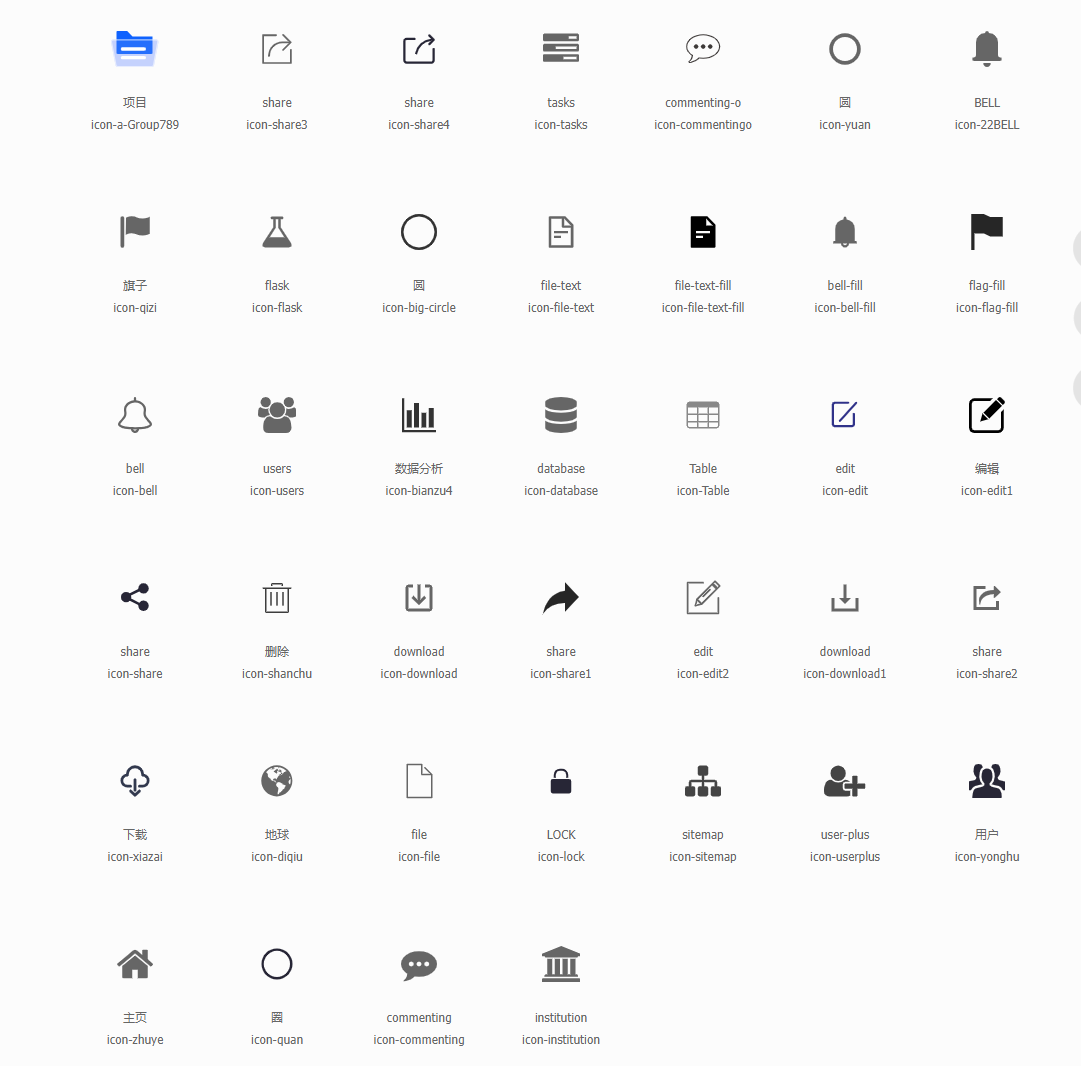 项目 share share tasks commenting-o 圆 BELL
icon-a-Group789 icon-share3 icon-share4 icon-tasks icon-commentingo icon-yuan icon-22BELL
旗子 flask 圆 file-text file-text-fill bell-fill flag-fill
icon-qizi icon-flask icon-big-circle icon-file-text icon-file-text-fill icon-bell-fill icon-flag-fill
bell users 数据分析 database Table edit 编辑
icon-bell icon-users icon-bianzu4 icon-database icon-Table icon-edit icon-edit1
share 删除 download share edit download share
icon-share icon-shanchu icon-download icon-share1 icon-edit2 icon-download1 icon-share2
下载 地球 file LOCK sitemap user-plus 用户
icon-xiazai icon-diqiu icon-file icon-lock icon-sitemap icon-userplus icon-yonghu
主页 圈 commenting institution
icon-zhuye icon-quan icon-commenting icon-institution